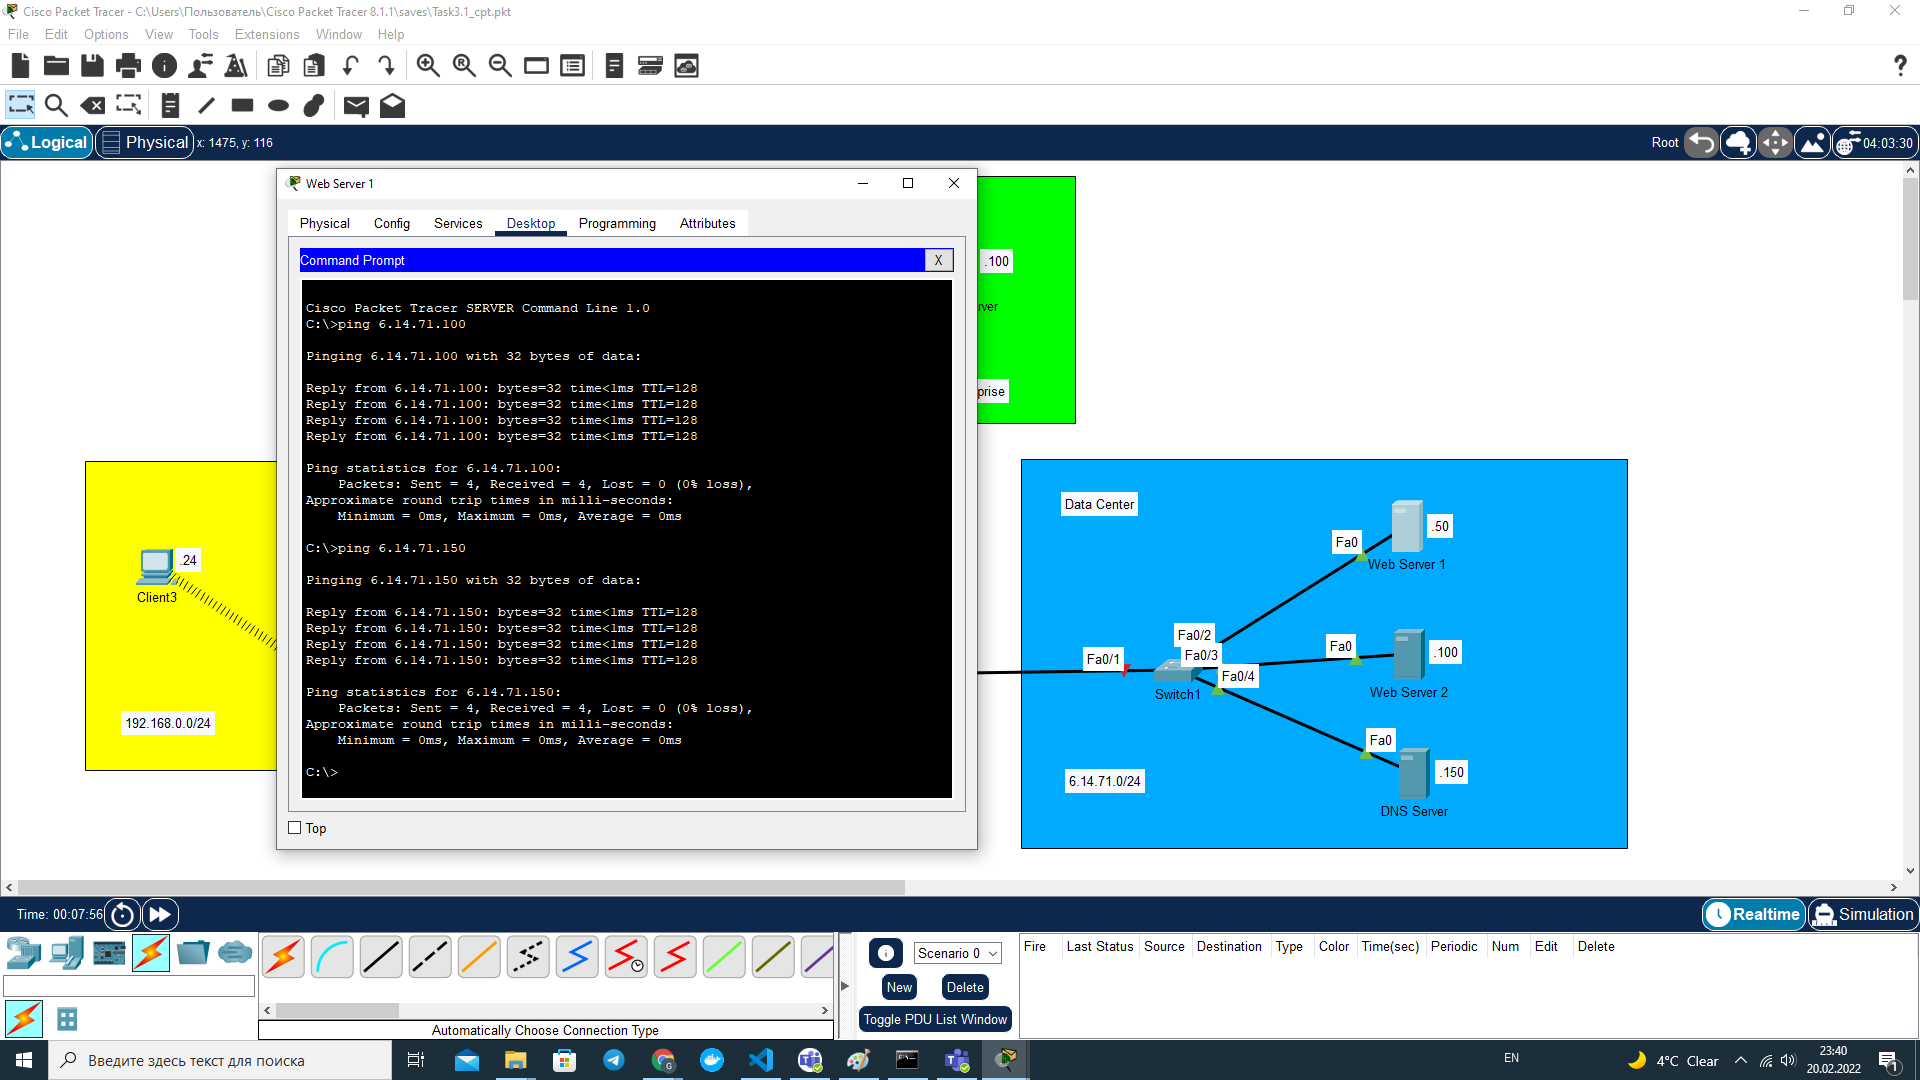 Cisco Packet Tracer - C:\Users\Пользователь\Cisco Packet Tracer 8.1.1\saves\Task3.1_cpt.pkt
File Edit Options View Tools Extensions Window Help
Logical Physical x: 1475, y: 116 Root 04:03:30
Web Server 1
Physical Config Services Desktop Programming Attributes
Command Prompt X
Cisco Packet Tracer SERVER Command Line 1.0
C:\>ping 6.14.71.100
Pinging 6.14.71.100 with 32 bytes of data:
Reply from 6.14.71.100: bytes=32 time<1ms TTL=128
Reply from 6.14.71.100: bytes=32 time<1ms TTL=128
Reply from 6.14.71.100: bytes=32 time<1ms TTL=128
Reply from 6.14.71.100: bytes=32 time<1ms TTL=128
Ping statistics for 6.14.71.100:
Packets: Sent = 4, Received = 4, Lost = 0 (0% loss),
Approximate round trip times in milli-seconds:
Minimum = 0ms, Maximum = 0ms, Average = 0ms
C:\>ping 6.14.71.150
Pinging 6.14.71.150 with 32 bytes of data:
Reply from 6.14.71.150: bytes=32 time<1ms TTL=128
Reply from 6.14.71.150: bytes=32 time<1ms TTL=128
Reply from 6.14.71.150: bytes=32 time<1ms TTL=128
Reply from 6.14.71.150: bytes=32 time<1ms TTL=128
Ping statistics for 6.14.71.150:
Packets: Sent = 4, Received = 4, Lost = 0 (0% loss),
Approximate round trip times in milli-seconds:
Minimum = 0ms, Maximum = 0ms, Average = 0ms
C:\>
Top
.24
Client3
192.168.0.0/24
.100
rver
prise
Data Center
.50
Fa0
Web Server 1
Fa0/2
Fa0/3
Fa0/1
Fa0/4
Switch1
Fa0
.100
Web Server 2
Fa0
.150
DNS Server
6.14.71.0/24
Time: 00:07:56 Realtime Simulation
Scenario 0
New Delete
Toggle PDU List Window
Fire Last Status Source Destination Type Color Time(sec) Periodic Num Edit Delete
Automatically Choose Connection Type
Введите здесь текст для поиска
EN
4°C Clear
23:40
20.02.2022
1